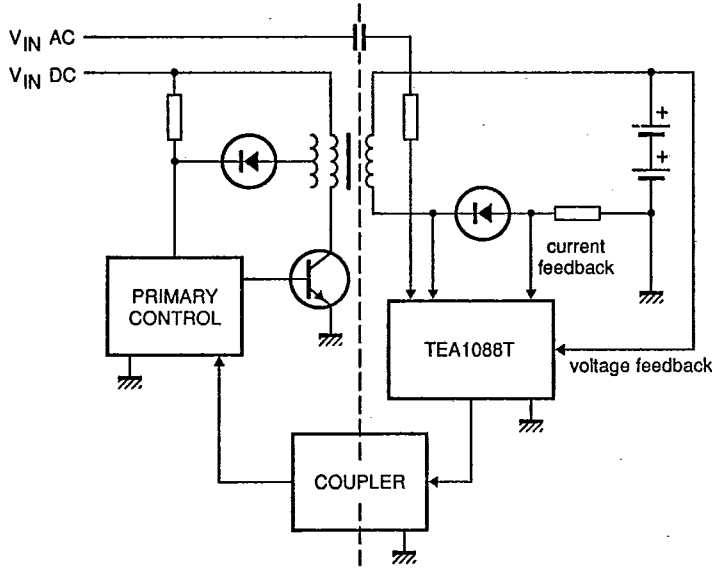 V_IN AC
V_IN DC
+
+
current
feedback
PRIMARY
CONTROL
TEA1088T
voltage feedback
COUPLER